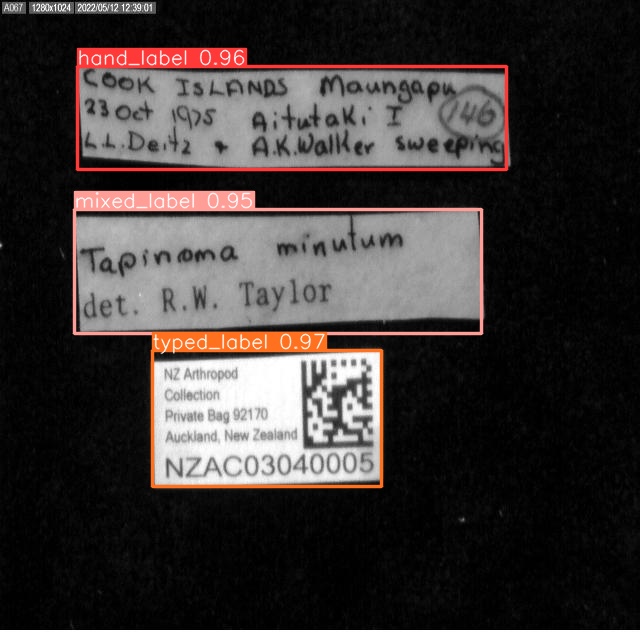 A067 1280x1024 2022/05/12 12:39:01
hand_label 0.96
COOK ISLANDS Maungapu
23 Oct 1975 Aitutaki I 146
L.L.Deitz & A.K.Walker sweeping
mixed_label 0.95
Tapinoma minutum
det. R.W. Taylor
typed_label 0.97
NZ Arthropod
Collection
Private Bag 92170
Auckland, New Zealand
NZAC03040005